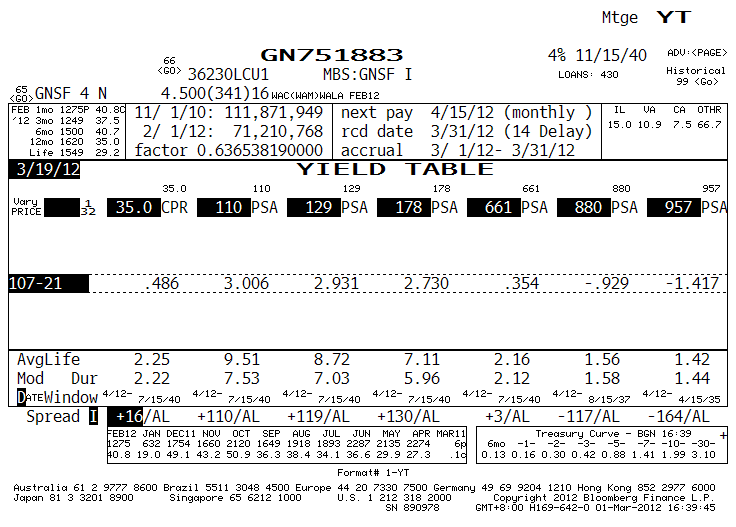 Mtge YT
GN751883 4% 11/15/40 ADV:<PAGE>
66
<GO> 36230LCU1 MBS:GNSF I LOANS: 430 Historical
99 <Go>
65
<GO> GNSF 4 N 4.500(341)16 WAC(WAM)WALA FEB12
FEB 1mo 1275P 40.8C 11/ 1/10: 111,871,949 next pay 4/15/12 (monthly ) IL VA CA OTHR
'12 3mo 1249 37.5 2/ 1/12: 71,210,768 rcd date 3/31/12 (14 Delay) 15.0 10.9 7.5 66.7
6mo 1500 40.7 factor 0.636538190000 accrual 3/ 1/12- 3/31/12
12mo 1620 35.0
Life 1549 29.2
3/19/12 YIELD TABLE
35.0 110 129 178 661 880 957
Vary
PRICE 1/32 35.0 CPR 110 PSA 129 PSA 178 PSA 661 PSA 880 PSA 957 PSA
107-21 .486 3.006 2.931 2.730 .354 -.929 -1.417
AvgLife 2.25 9.51 8.72 7.11 2.16 1.56 1.42
Mod Dur 2.22 7.53 7.03 5.96 2.12 1.58 1.44
DATEWindow 4/12- 7/15/40 4/12- 7/15/40 4/12- 7/15/40 4/12- 7/15/40 4/12- 7/15/40 4/12- 8/15/37 4/12- 4/15/35
Spread I +16/AL +110/AL +119/AL +130/AL +3/AL -117/AL -164/AL
FEB12 JAN DEC11 NOV OCT SEP AUG JUL JUN MAY APR MAR11 Treasury Curve - BGN 16:39 +
1275 632 1754 1660 2120 1649 1918 1893 2287 2135 2274 6p 6mo -1- -2- -3- -5- -7- -10- -30-
40.8 19.0 49.1 43.2 50.9 36.3 38.4 34.1 36.6 29.9 27.3 .1c 0.13 0.16 0.30 0.42 0.88 1.41 1.99 3.10
Format# 1-YT
Australia 61 2 9777 8600 Brazil 5511 3048 4500 Europe 44 20 7330 7500 Germany 49 69 9204 1210 Hong Kong 852 2977 6000
Japan 81 3 3201 8900 Singapore 65 6212 1000 U.S. 1 212 318 2000 Copyright 2012 Bloomberg Finance L.P.
SN 890978 GMT+8:00 H169-642-0 01-Mar-2012 16:39:45